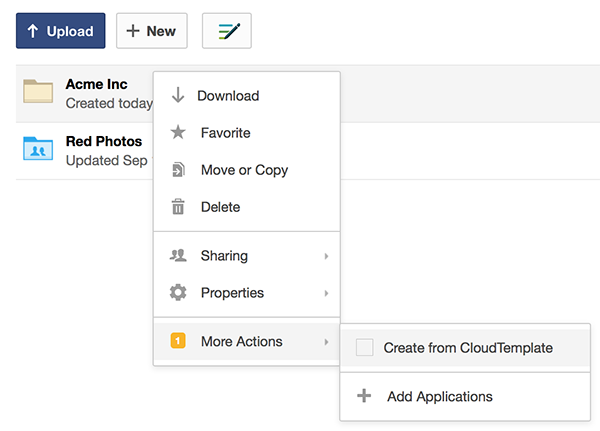 Upload
New
Acme Inc
Created today
Red Photos
Updated Sep
Download
Favorite
Move or Copy
Delete
Sharing
Properties
1
More Actions
Create from CloudTemplate
Add Applications